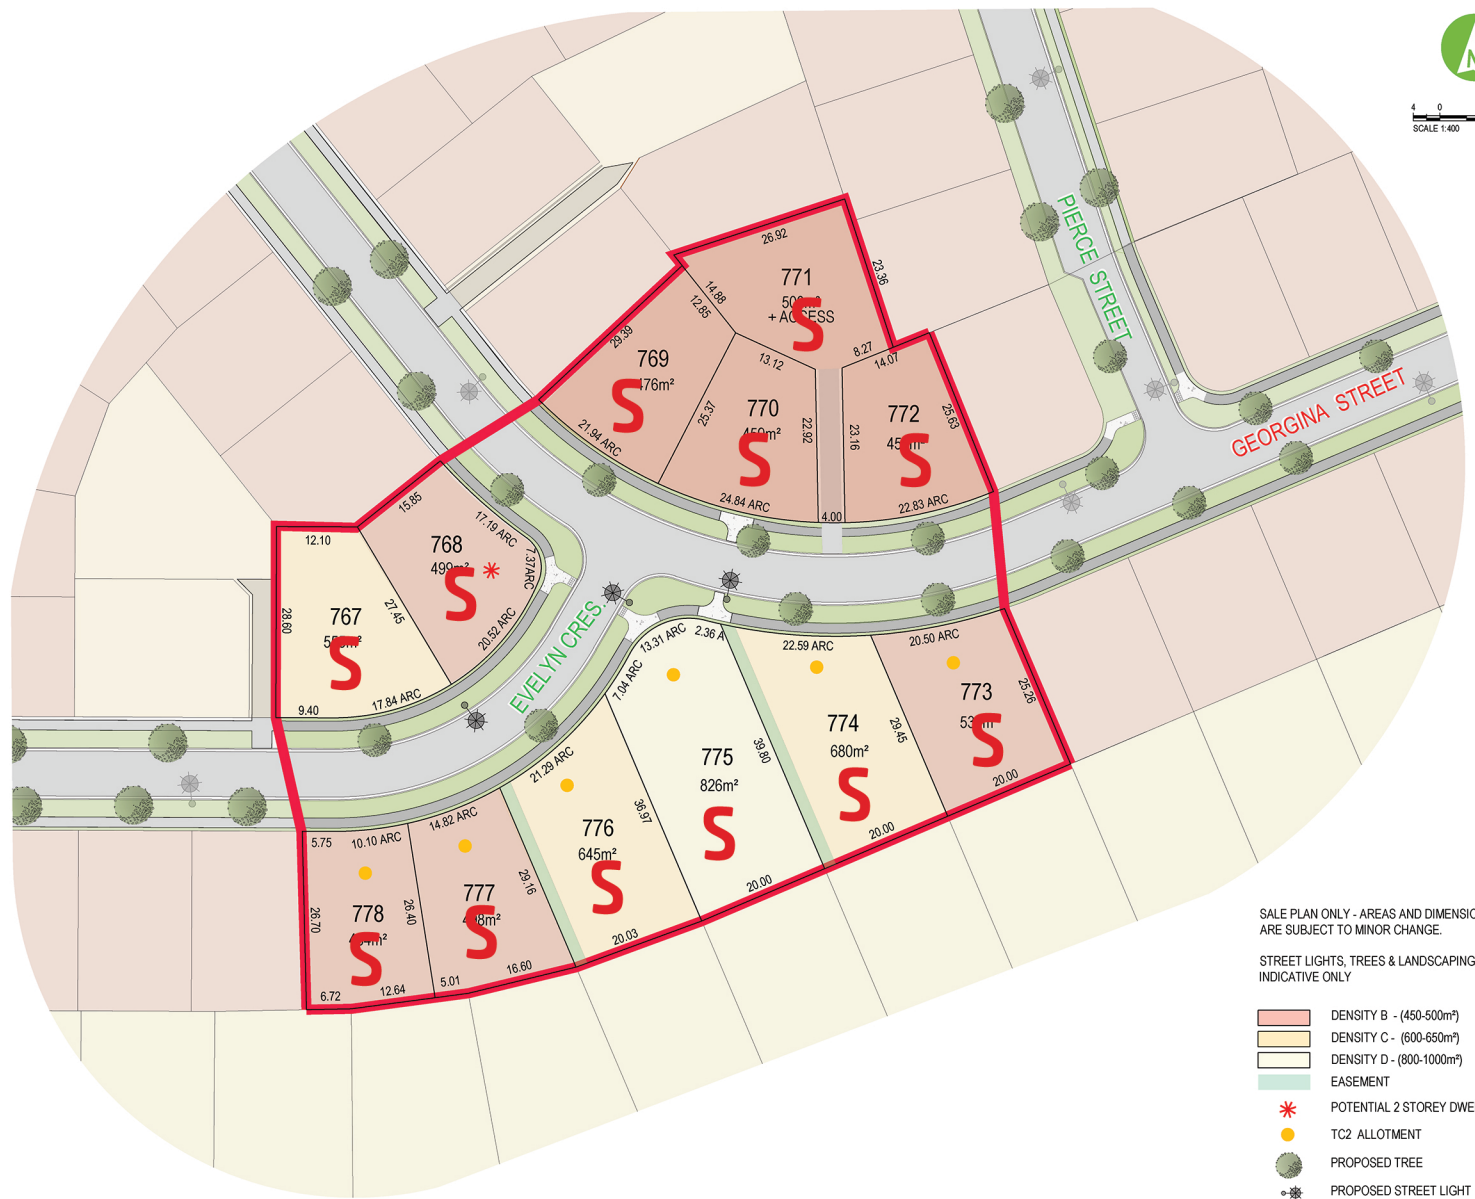 4 0
SCALE 1:400
PIERCE STREET
GEORGINA STREET
EVELYN CRES.
26.92
23.36
771
+ ACCESS
S
14.88
12.85
8.27
29.39
769
476m²
S
21.94 ARC
13.12
770
S
25.37
22.92
24.84 ARC
4.00
14.07
772
S
23.16
25.63
22.83 ARC
15.85
17.19 ARC
7.37ARC
768
499m²
S
20.52 ARC
12.10
28.60
27.45
767
S
9.40
17.84 ARC
13.31 ARC
2.36 A
7.04 ARC
22.59 ARC
20.50 ARC
773
S
25.26
20.00
774
680m²
S
29.45
20.00
775
826m²
S
39.80
20.00
21.29 ARC
776
645m²
S
36.97
20.03
14.82 ARC
777
S
29.16
16.60
5.01
5.75
10.10 ARC
778
S
26.70
26.40
6.72
12.64
SALE PLAN ONLY - AREAS AND
ARE SUBJECT TO MINOR CHANGE.
STREET LIGHTS, TREES & LANDSCAPING
INDICATIVE ONLY
DENSITY B - (450-500m²)
DENSITY C - (600-650m²)
DENSITY D - (800-1000m²)
EASEMENT
POTENTIAL 2 STOREY
TC2 ALLOTMENT
PROPOSED TREE
PROPOSED STREET LIGHT